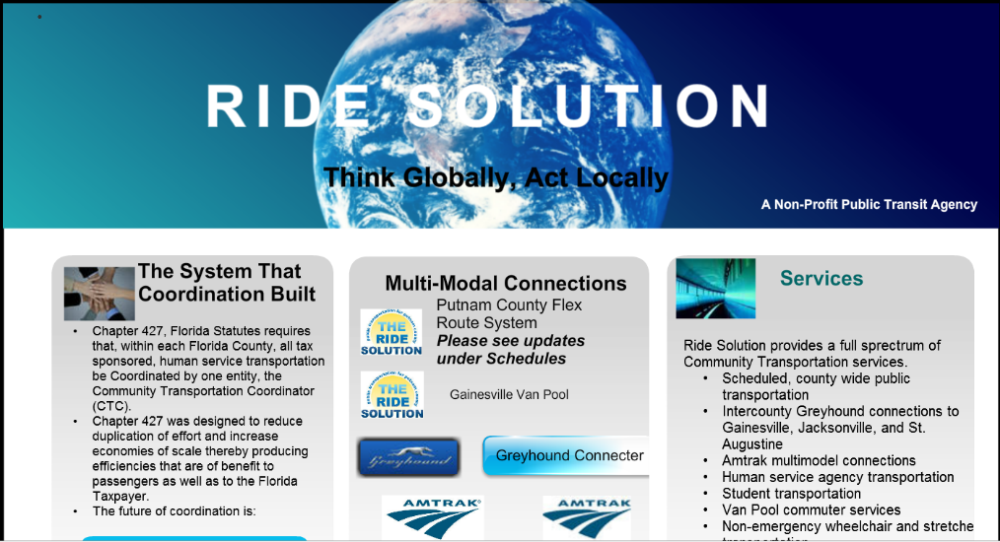 RIDE SOLUTION
Think Globally, Act Locally
A Non-Profit Public Transit Agency
The System That
Coordination Built
• Chapter 427, Florida Statutes requires
that, within each Florida County, all tax
sponsored, human service transportation
be Coordinated by one entity, the
Community Transportation Coordinator
(CTC).
• Chapter 427 was designed to reduce
duplication of effort and increase
economies of scale thereby producing
efficiencies that are of benefit to
passengers as well as to the Florida
Taxpayer.
• The future of coordination is:
Multi-Modal Connections
THE
RIDE
SOLUTION
Putnam County Flex
Route System
Please see updates
under Schedules
THE
RIDE
SOLUTION
Gainesville Van Pool
Greyhound
Greyhound Connecter
AMTRAK
AMTRAK
Services
Ride Solution provides a full sprectrum of
Community Transportation services.
• Scheduled, county wide public
transportation
• Intercounty Greyhound connections to
Gainesville, Jacksonville, and St.
Augustine
• Amtrak multimodel connections
• Human service agency transportation
• Student transportation
• Van Pool commuter services
• Non-emergency wheelchair and stretche